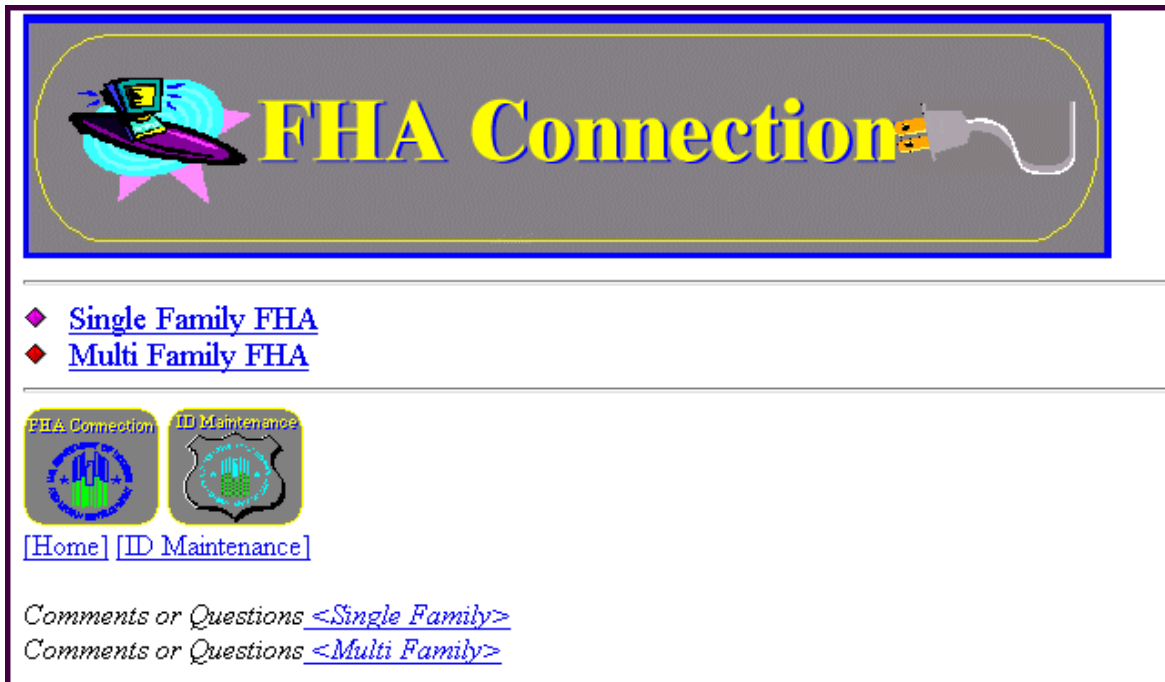 FHA Connection
Single Family FHA
Multi Family FHA
FHA Connection ID Maintenance
[Home] [ID Maintenance]
Comments or Questions <Single Family>
Comments or Questions <Multi Family>